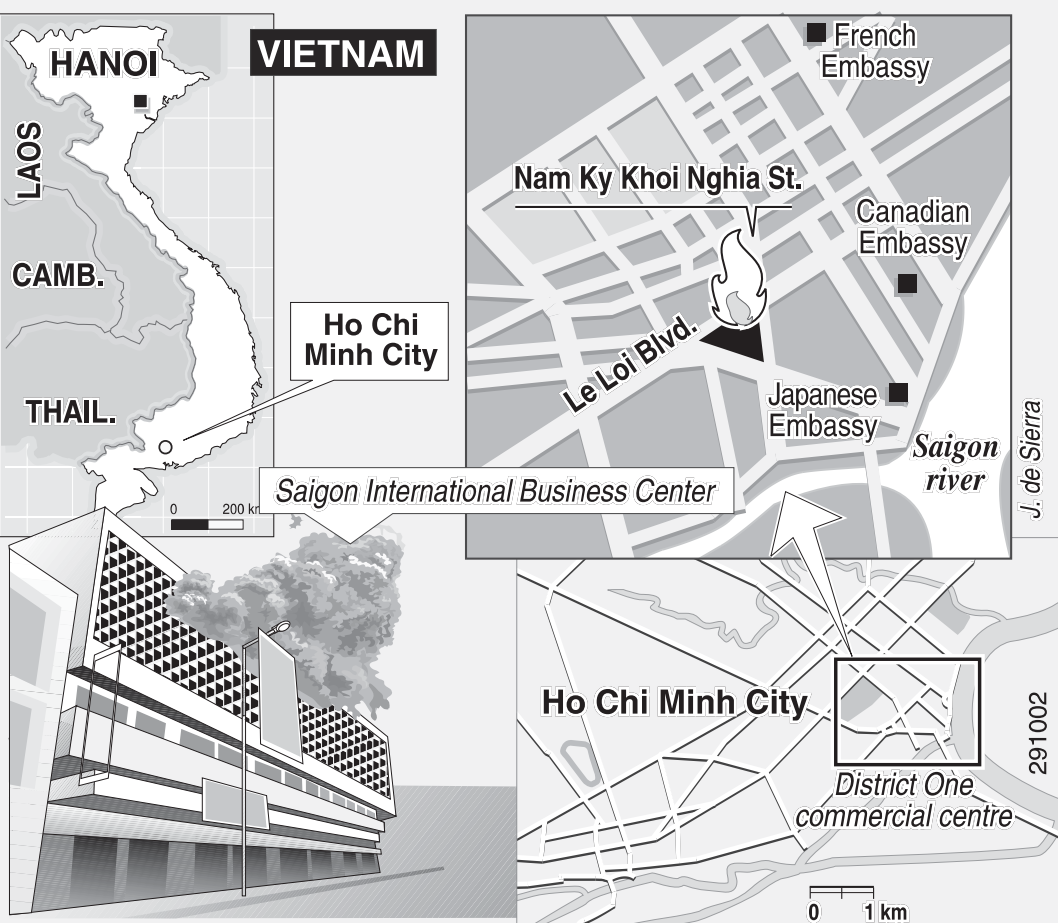 VIETNAM
HANOI
LAOS
CAMB.
THAIL.
Ho Chi
Minh City
0 200 km
French
Embassy
Nam Ky Khoi Nghia St.
Canadian
Embassy
Le Loi Blvd.
Japanese
Embassy
Saigon
river
J. de Sierra
Saigon International Business Center
Ho Chi Minh City
District One
commercial centre
0 1 km
291002